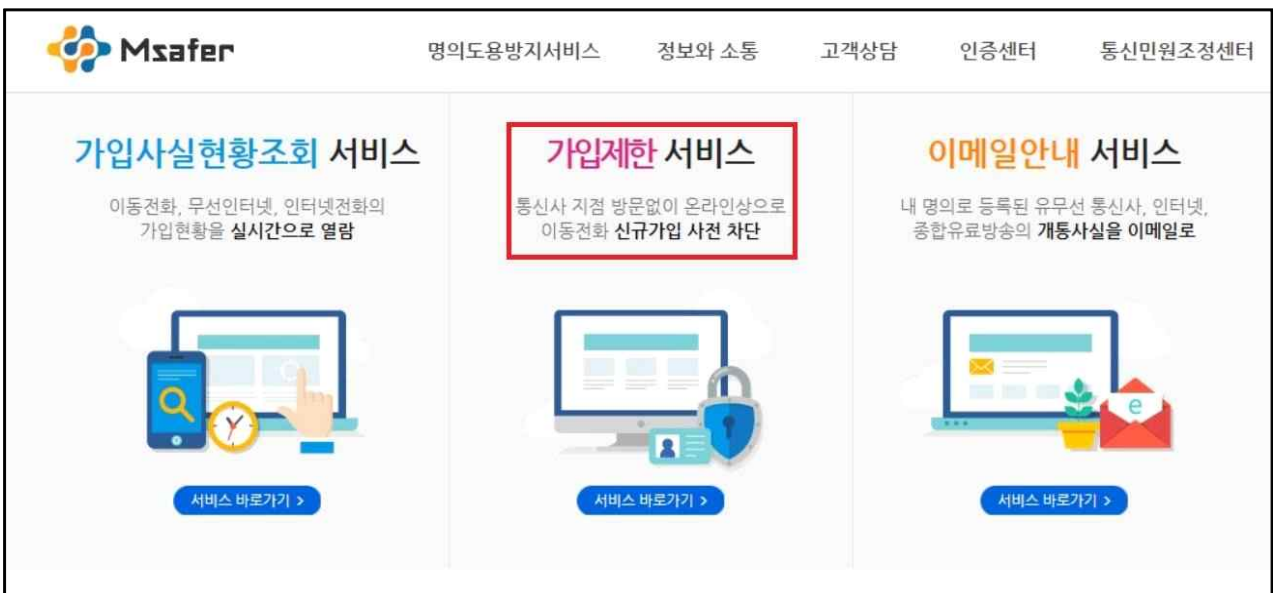 Msafer
명의도용방지서비스 정보와 소통 고객상담 인증센터 통신민원조정센터
가입사실현황조회 서비스
이동전화, 무선인터넷, 인터넷전화의
가입현황을 실시간으로 열람
서비스 바로가기 >
가입제한 서비스
통신사 지점 방문없이 온라인상으로
이동전화 신규가입 사전 차단
서비스 바로가기 >
이메일안내 서비스
내 명의로 등록된 유무선 통신사, 인터넷,
종합유료방송의 개통사실을 이메일로
e
서비스 바로가기 >